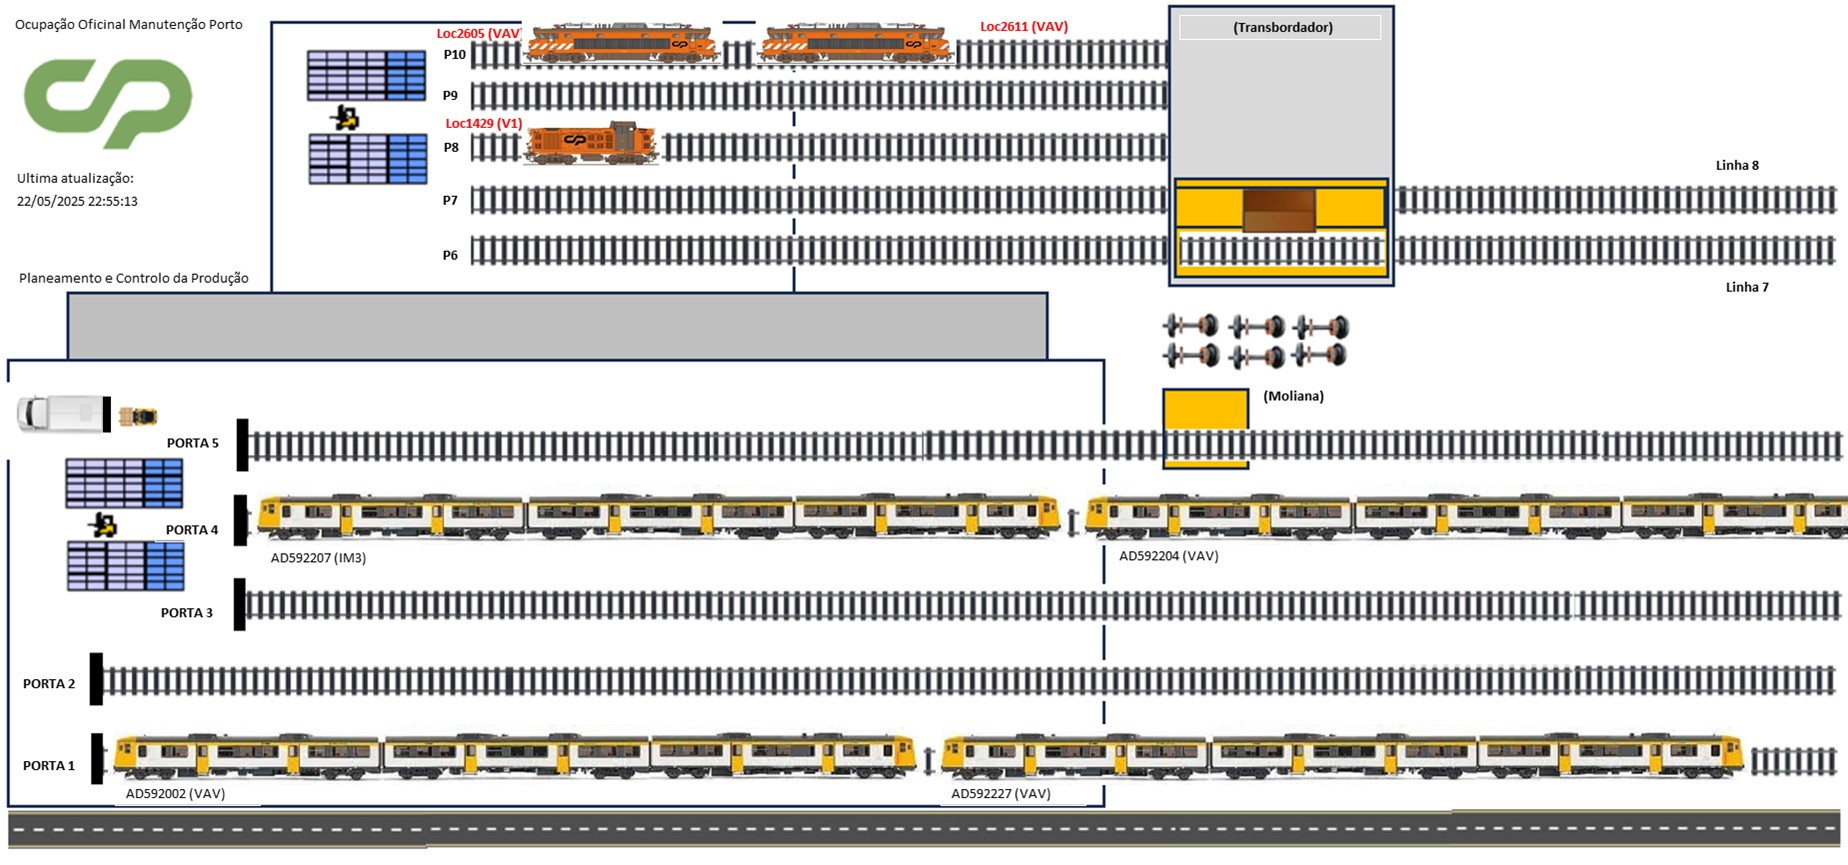 Ocupação Oficinal Manutenção Porto
Loc2605 (VAV)
Loc2611 (VAV)
(Transbordador)
P10
P9
Loc1429 (V1)
P8
Linha 8
Ultima atualização:
22/05/2025 22:55:13
P7
P6
Planeamento e Controlo da Produção
Linha 7
(Moliana)
PORTA 5
PORTA 4
AD592207 (IM3)
AD592204 (VAV)
PORTA 3
PORTA 2
PORTA 1
AD592002 (VAV)
AD592227 (VAV)